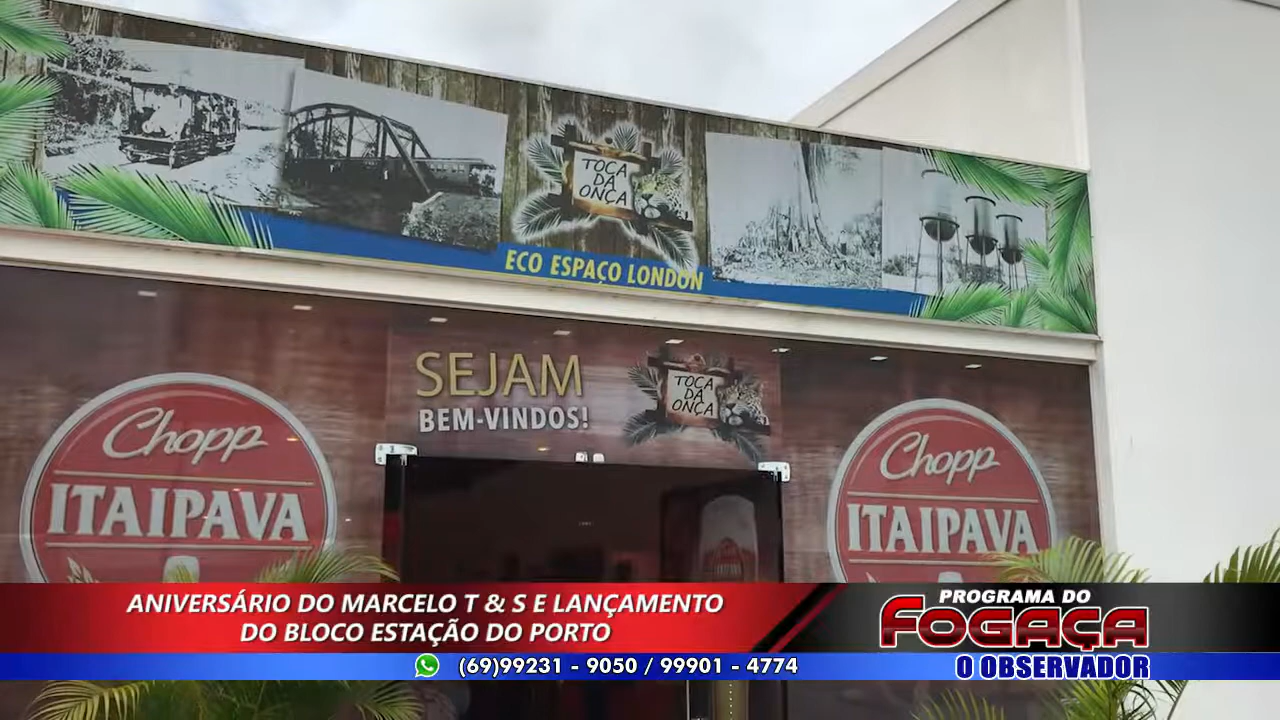 TOCA
DA
ONÇA
ECO ESPAÇO LONDON
SEJAM
BEM-VINDOS!
TOCA
DA
ONÇA
Chopp
ITAIPAVA
Chopp
ITAIPAVA
ANIVERSÁRIO DO MARCELO T & S E LANÇAMENTO
DO BLOCO ESTAÇÃO DO PORTO
PROGRAMA DO
FOGAÇA
O OBSERVADOR
(69)99231 - 9050 / 99901 - 4774